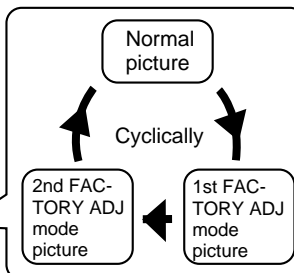 Normal
picture
Cyclically
2nd FAC-
TORY ADJ
mode
picture
1st FAC-
TORY ADJ
mode
picture